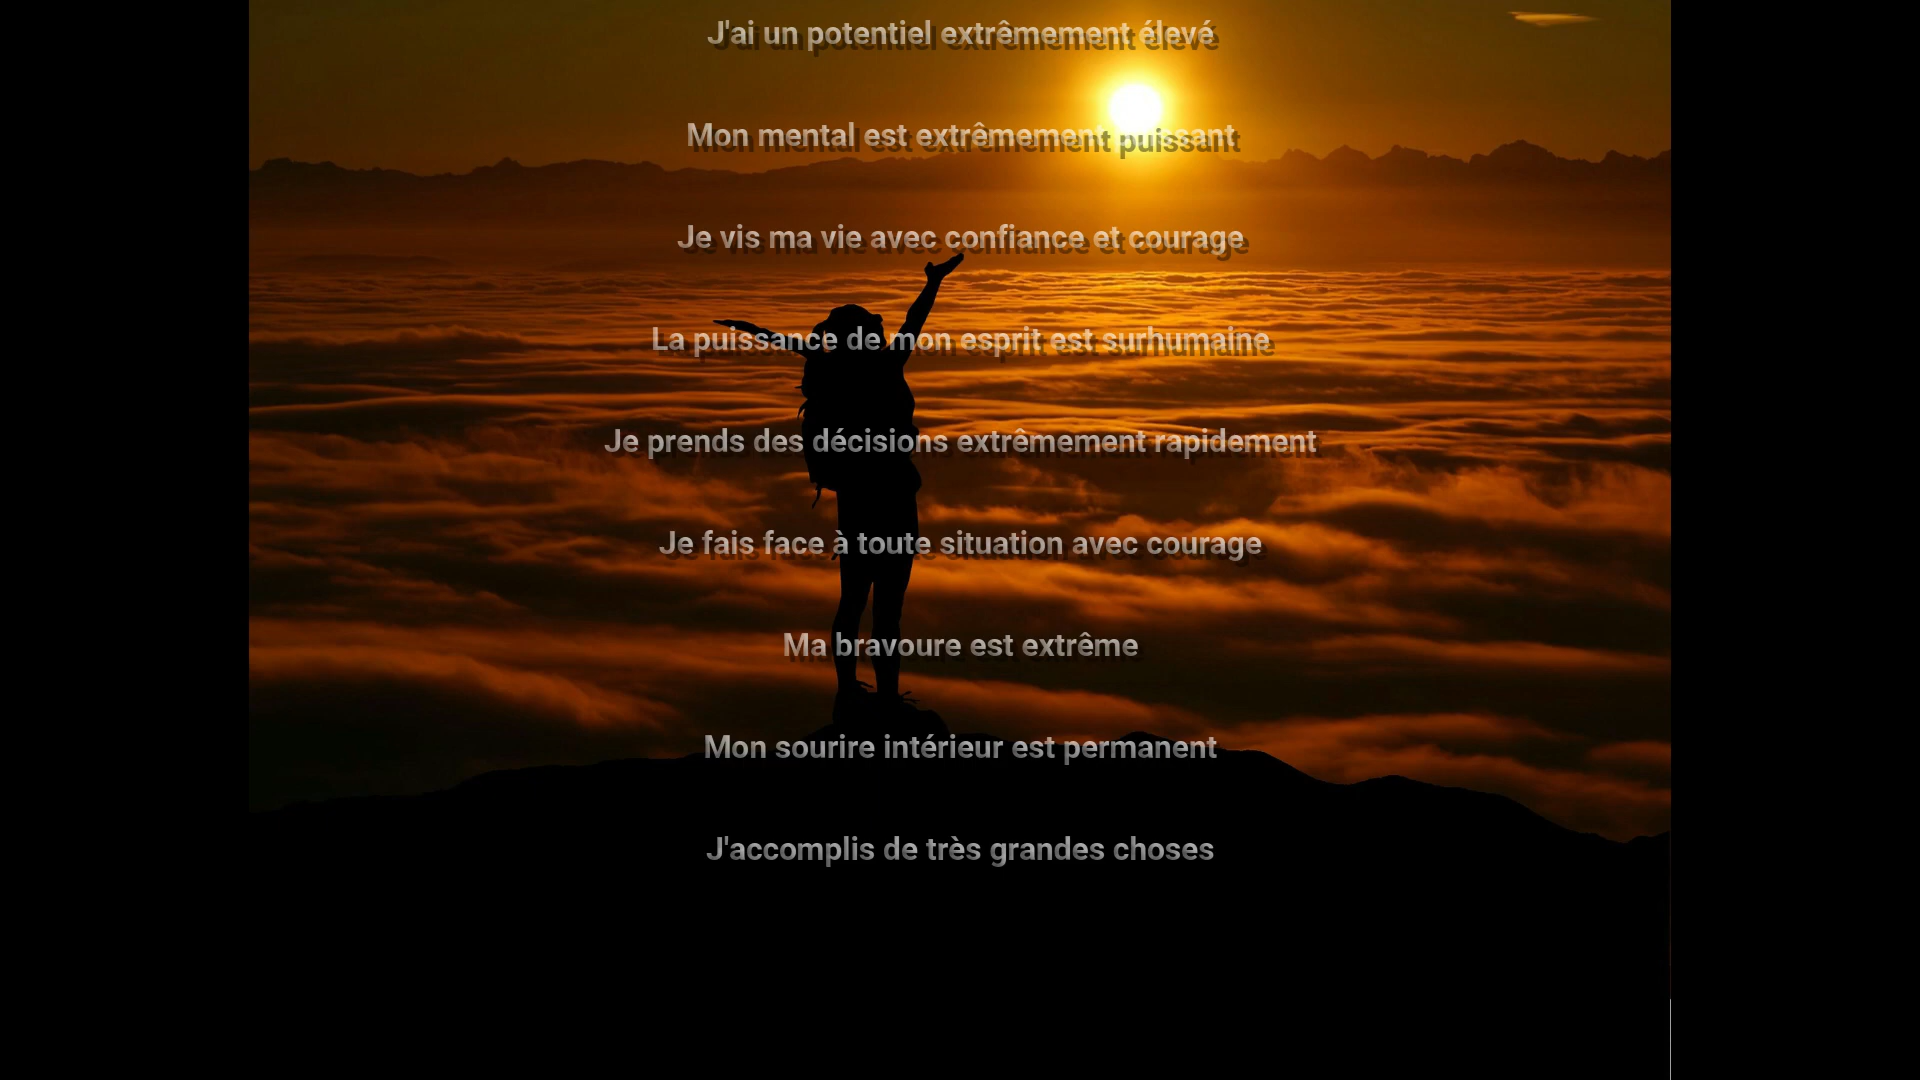 J'ai un potentiel extrêmement élevé
Mon mental est extrêmement puissant
Je vis ma vie avec confiance et courage
La puissance de mon esprit est surhumaine
Je prends des décisions extrêmement rapidement
Je fais face à toute situation avec courage
Ma bravoure est extrême
Mon sourire intérieur est permanent
J'accomplis de très grandes choses